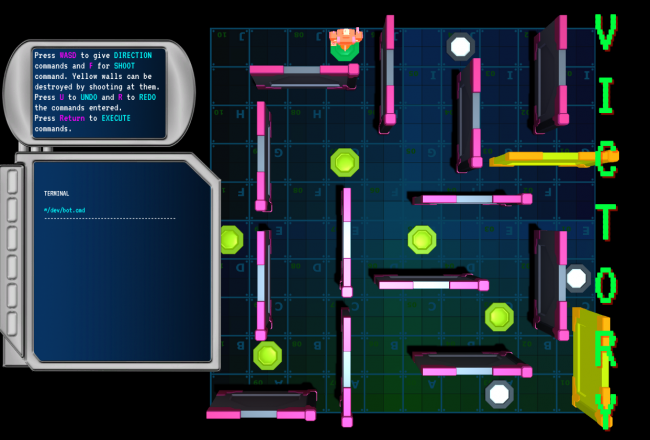 Press WASD to give DIRECTION
commands and F for SHOOT
command. Yellow walls can be
destroyed by shooting at them.
Press U to UNDO and R to REDO
the commands entered.
Press Return to EXECUTE
commands.
TERMINAL
*/dev/bot.cmd
VICTORY